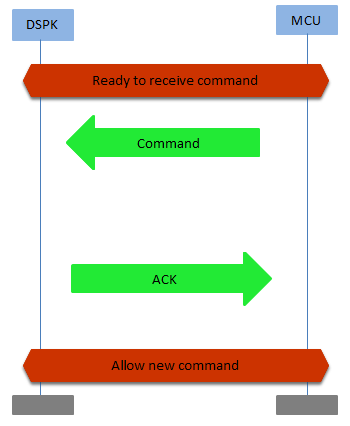 DSPK
MCU
Ready to receive command
Command
ACK
Allow new command